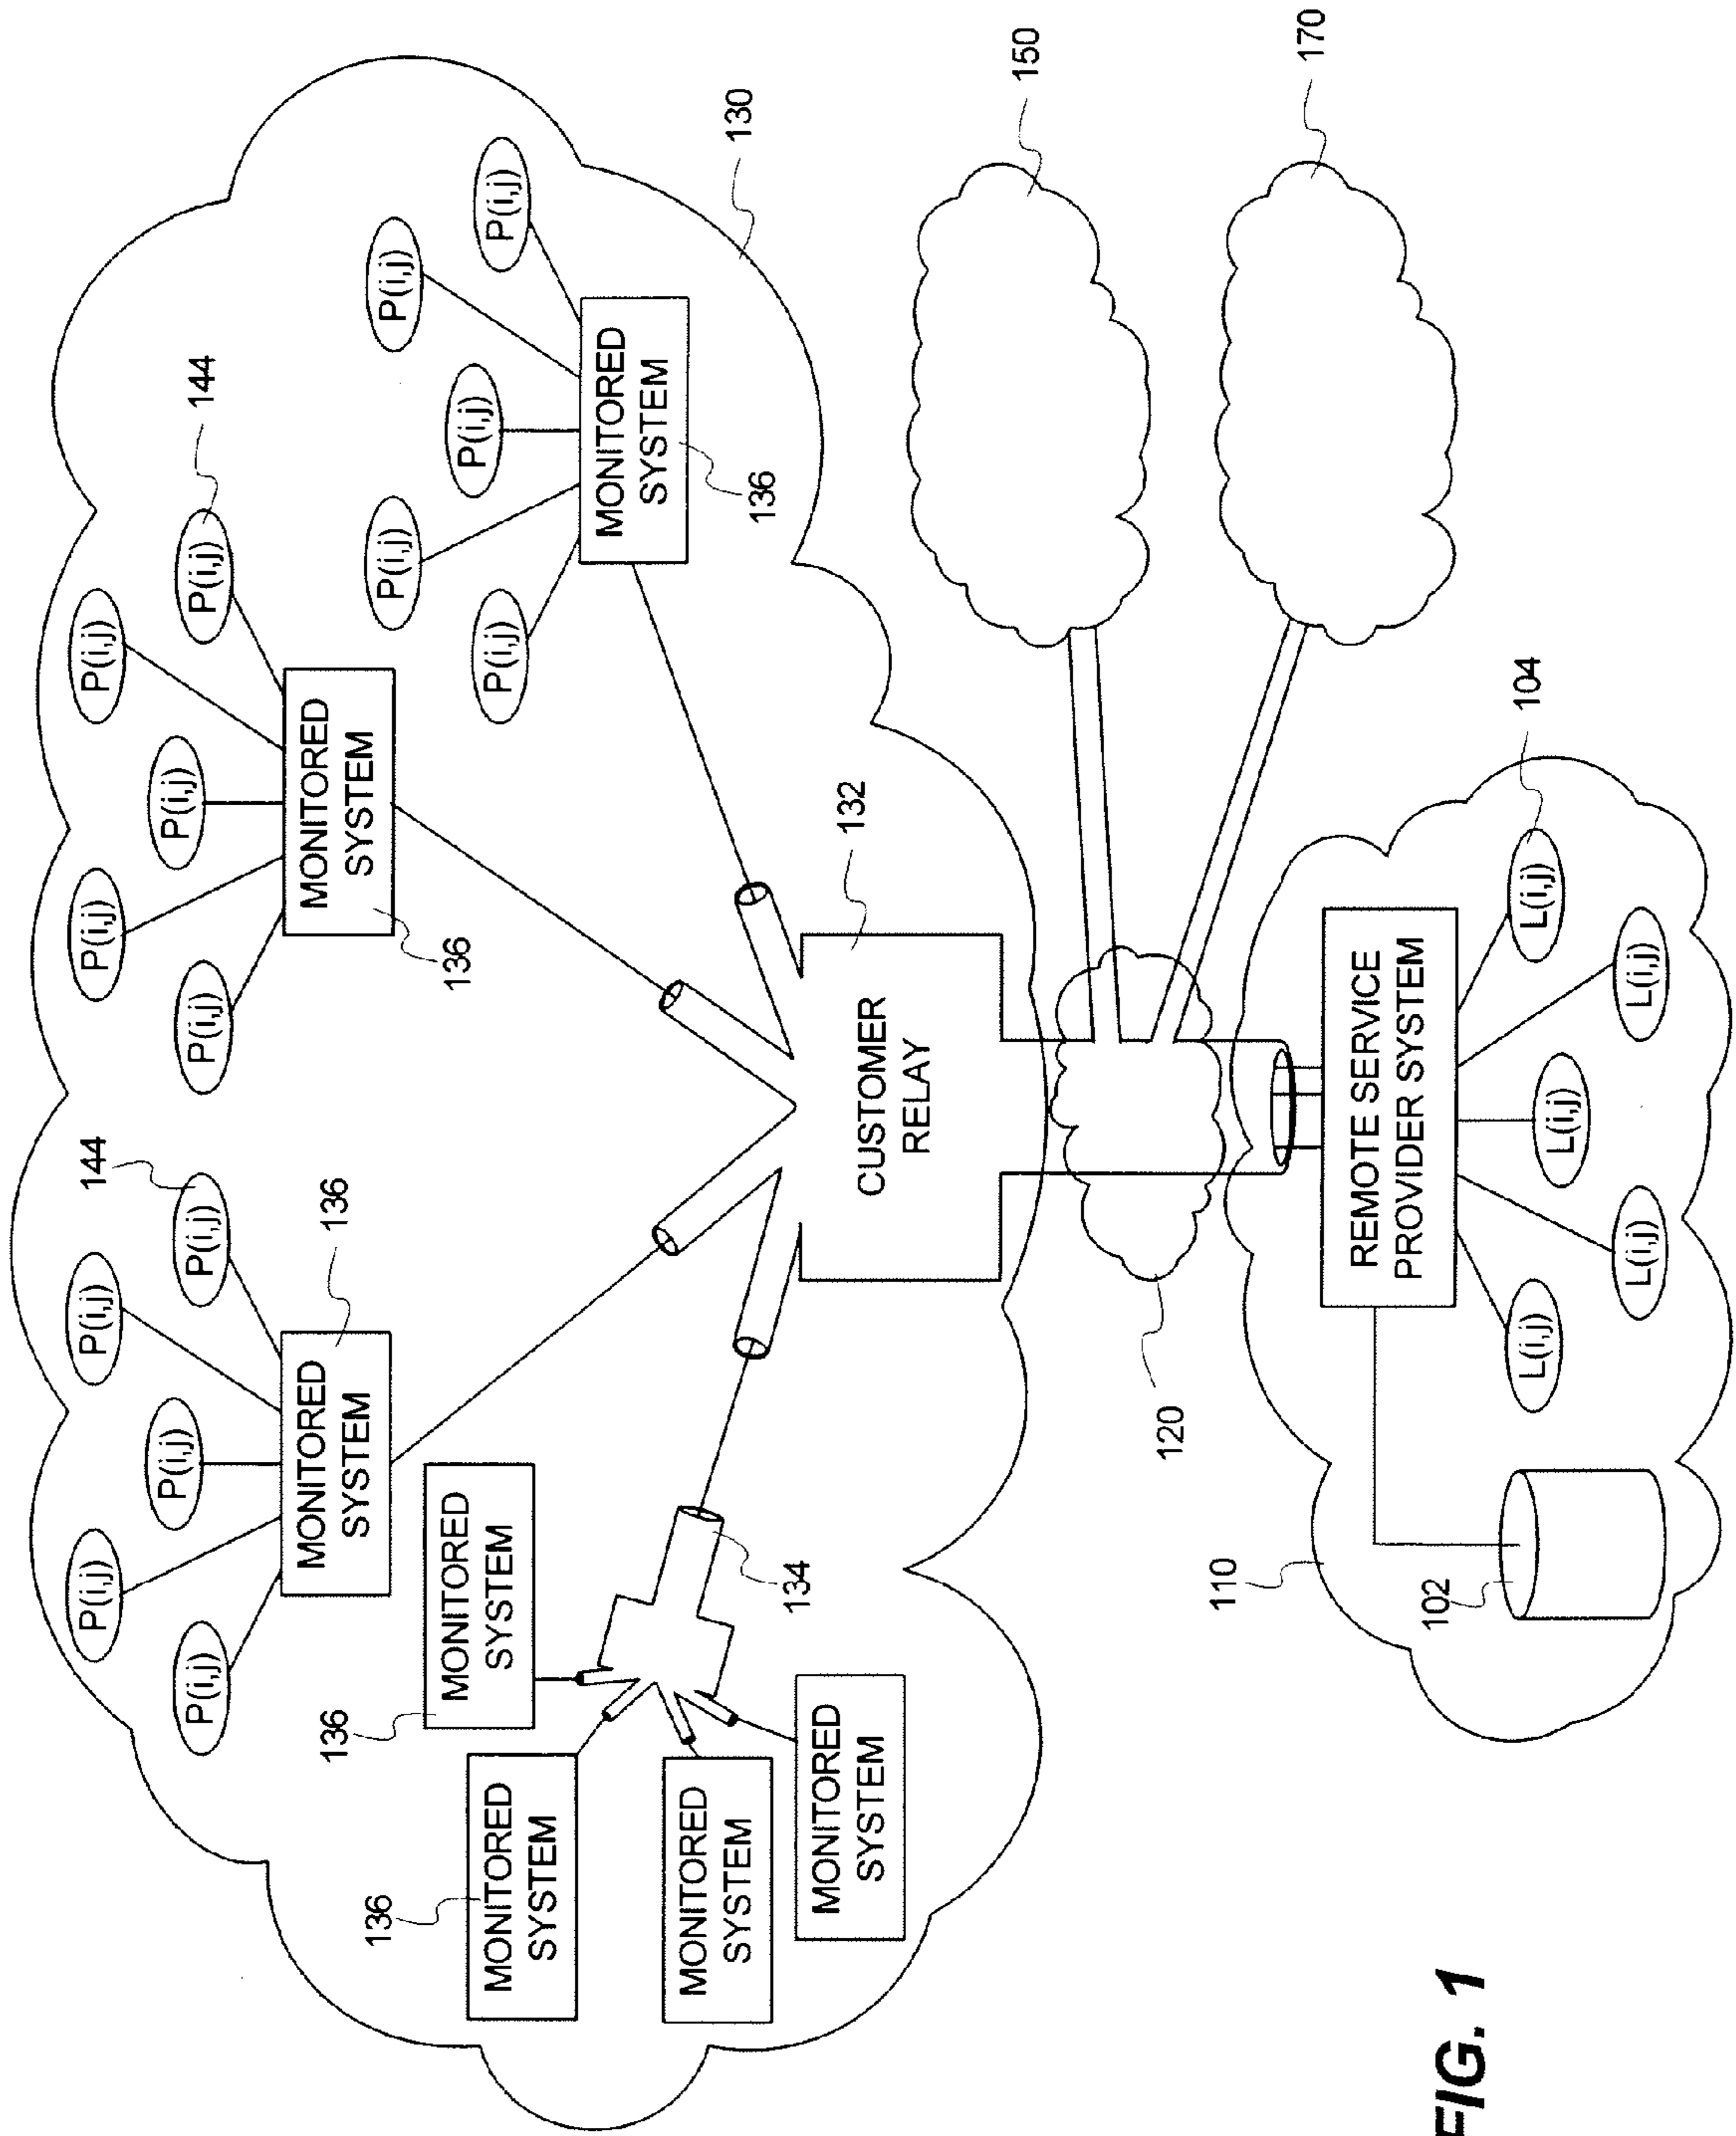 P(i,j)
P(i,j)
P(i,j)
P(i,j)
P(i,j)
144
MONITORED
SYSTEM
136
P(i,j)
P(i,j)
P(i,j)
P(i,j)
P(i,j)
144
MONITORED
SYSTEM
136
P(i,j)
P(i,j)
P(i,j)
P(i,j)
P(i,j)
MONITORED
SYSTEM
136
130
MONITORED
SYSTEM
136
MONITORED
SYSTEM
136
MONITORED
SYSTEM
MONITORED
SYSTEM
134
CUSTOMER
RELAY
132
150
120
170
110
102
REMOTE SERVICE
PROVIDER SYSTEM
L(i,j)
L(i,j)
L(i,j)
L(i,j)
L(i,j)
104
FIG. 1